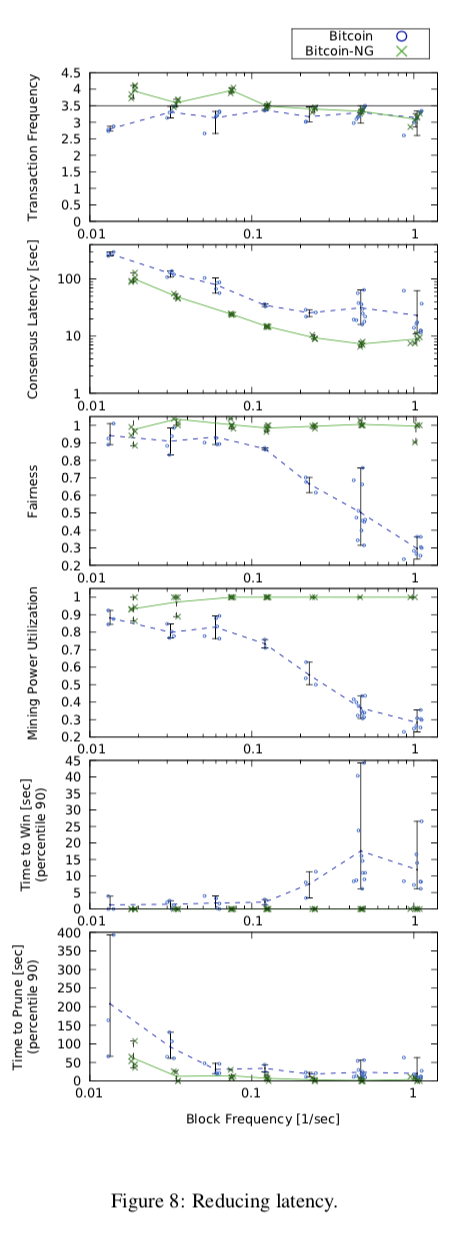 Bitcoin
Bitcoin-NG
Transaction Frequency
4.5
4
3.5
3
2.5
2
1.5
1
0.5
0
0.01 0.1 1
Consensus Latency [sec]
100
10
1
0.01 0.1 1
Fairness
1
0.9
0.8
0.7
0.6
0.5
0.4
0.3
0.2
0.01 0.1 1
Mining Power Utilization
1
0.9
0.8
0.7
0.6
0.5
0.4
0.3
0.2
0.01 0.1 1
Time to Win [sec]
(percentile 90)
45
40
35
30
25
20
15
10
5
0
0.01 0.1 1
Time to Prune [sec]
(percentile 90)
400
350
300
250
200
150
100
50
0
0.01 0.1 1
Block Frequency [1/sec]
Figure 8: Reducing latency.